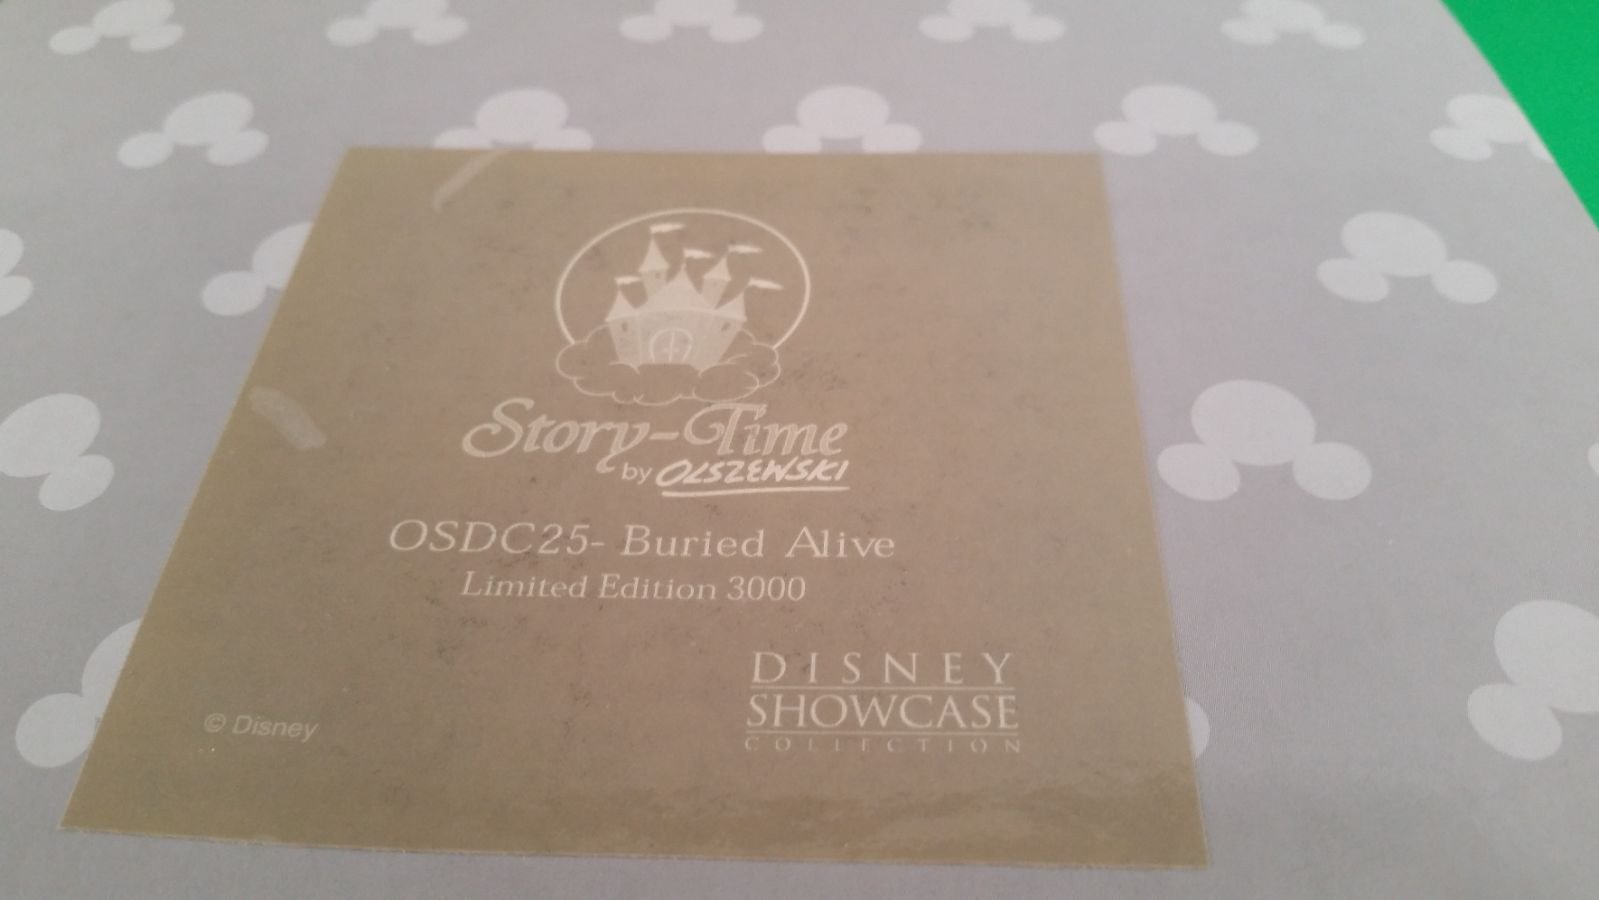 Story-Time
by OLSZEWSKI
OSDC25- Buried Alive
Limited Edition 3000
DISNEY
SHOWCASE
COLLECTION
© Disney